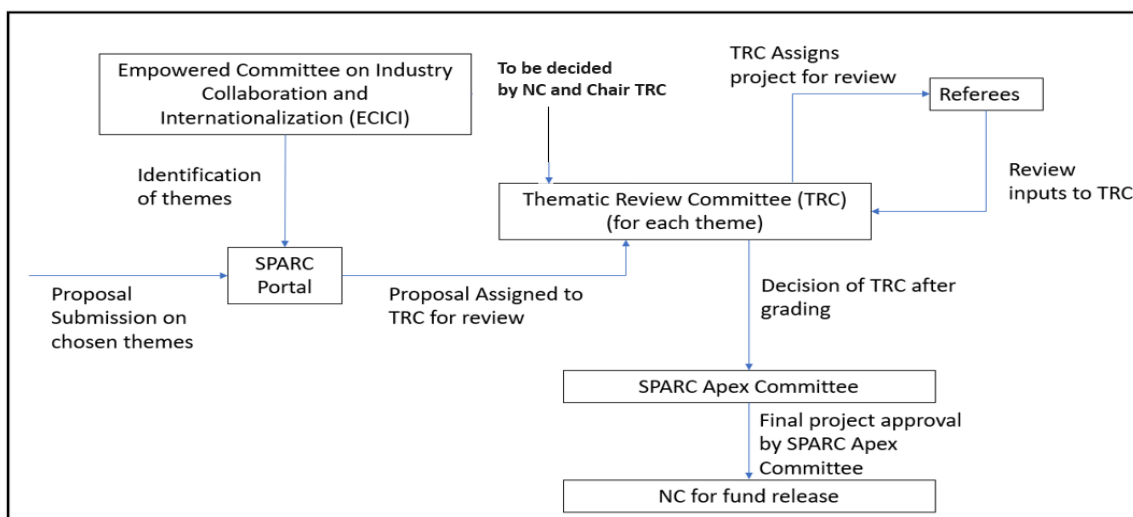 Empowered Committee on Industry
Collaboration and
Internationalization (ECICI)
To be decided
by NC and Chair TRC
TRC Assigns
project for review
Referees
Identification
of themes
Review
inputs to TRC
Thematic Review Committee (TRC)
(for each theme)
SPARC
Portal
Proposal
Submission on
chosen themes
Proposal Assigned to
TRC for review
Decision of TRC after
grading
SPARC Apex Committee
Final project approval
by SPARC Apex
Committee
NC for fund release